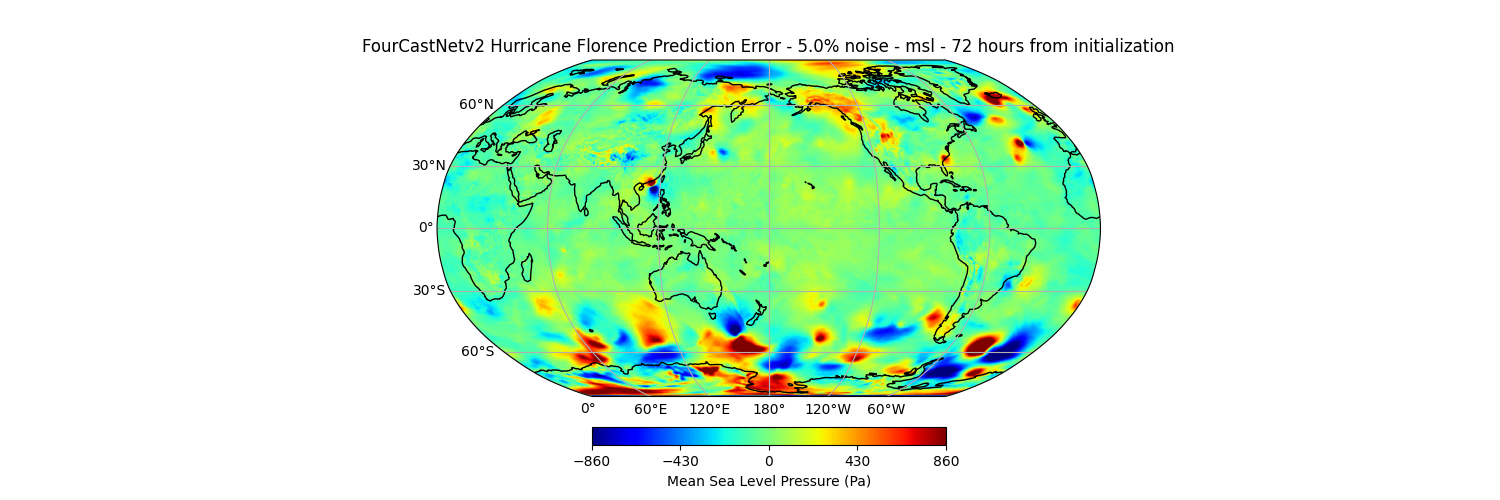 FourCastNetv2 Hurricane Florence Prediction Error - 5.0% noise - msl - 72 hours from initialization
60°N
30°N
0°
30°S
60°S
0° 60°E 120°E 180° 120°W 60°W
−860 −430 0 430 860
Mean Sea Level Pressure (Pa)